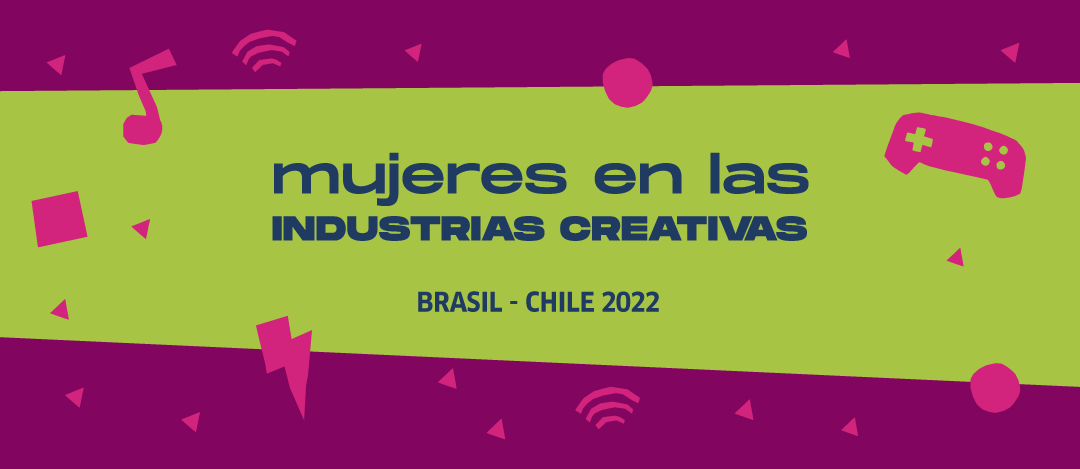 mujeres en las
INDUSTRIAS CREATIVAS
BRASIL - CHILE 2022